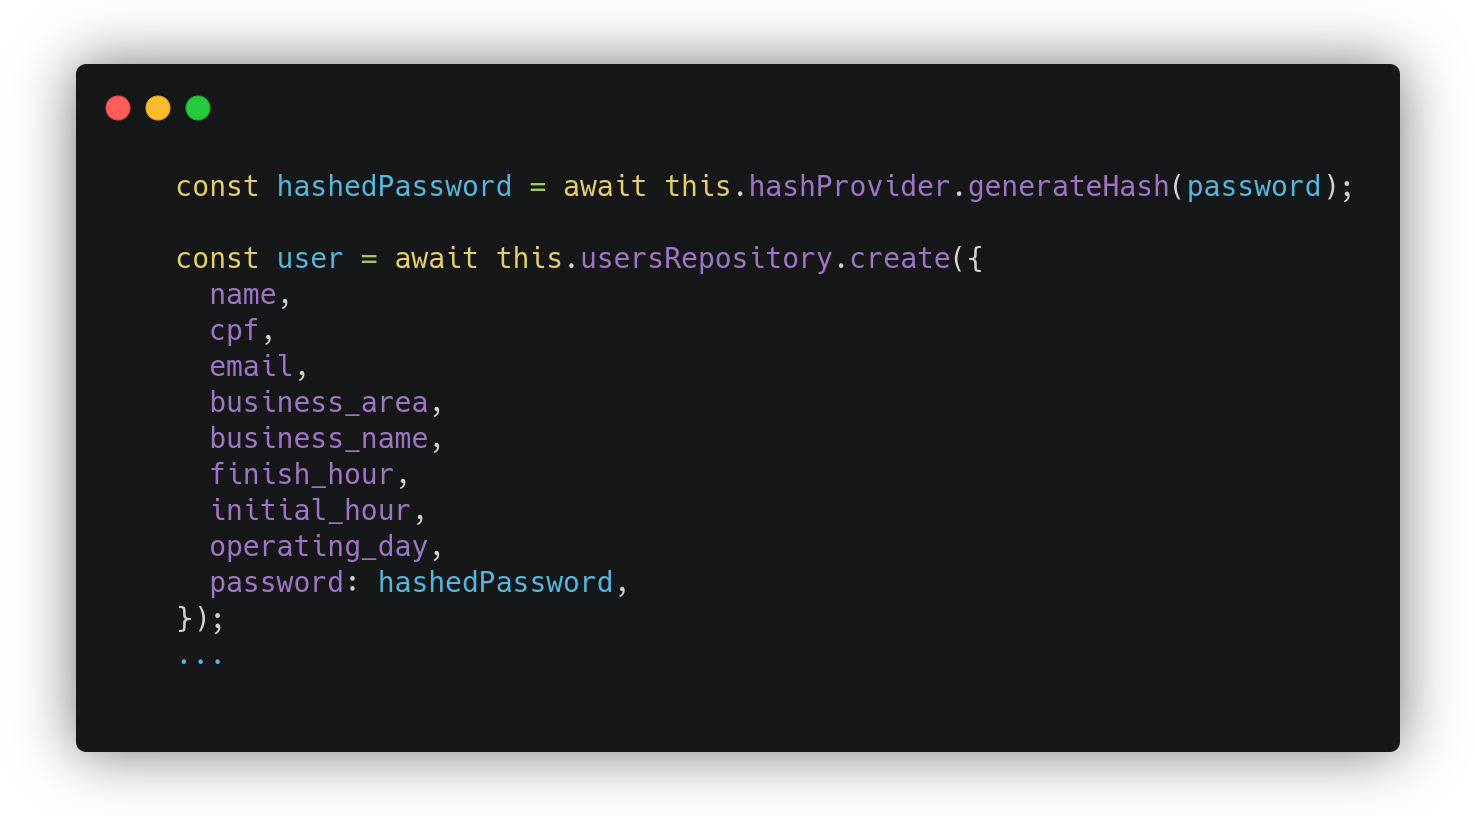 const hashedPassword = await this.hashProvider.generateHash(password);

const user = await this.usersRepository.create({
  name,
  cpf,
  email,
  business_area,
  business_name,
  finish_hour,
  initial_hour,
  operating_day,
  password: hashedPassword,
});
...